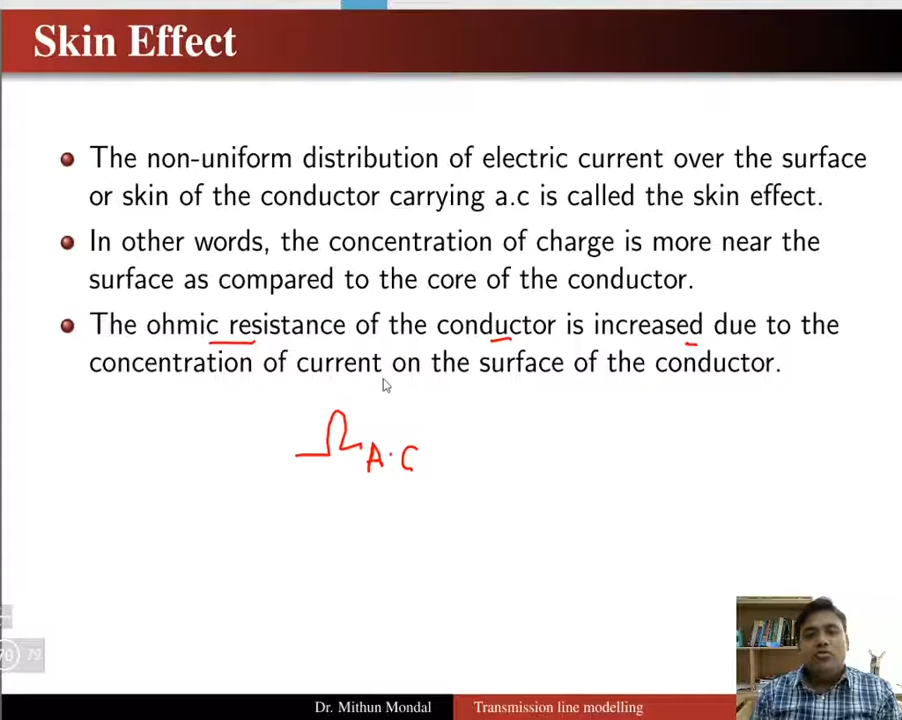 Skin Effect
The non-uniform distribution of electric current over the surface
or skin of the conductor carrying a.c is called the skin effect.
In other words, the concentration of charge is more near the
surface as compared to the core of the conductor.
The ohmic resistance of the conductor is increased due to the
concentration of current on the surface of the conductor.
Ω A.C
70 79
Dr. Mithun Mondal Transmission line modelling